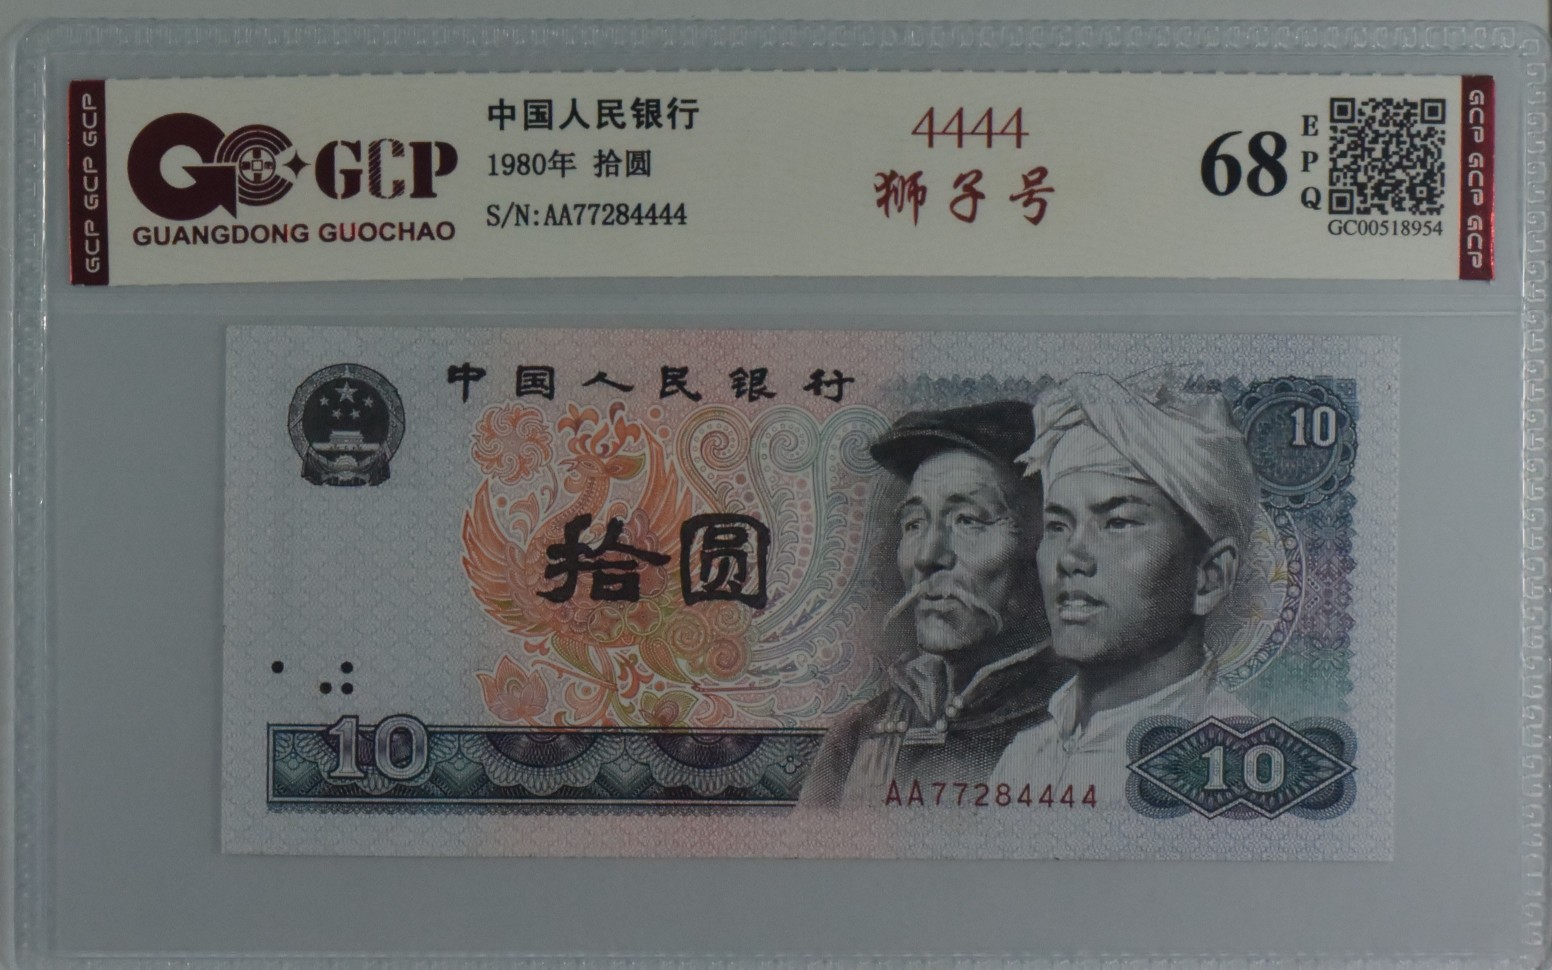 GCP GCP GCP
GCP
GUANGDONG GUOCHAO
中国人民银行
1980年 拾圆
S/N:AA77284444
4444
狮子号
68
EPQ
GC00518954
GCP GCP GCP
中国人民银行
10
拾圆
10
AA77284444
10